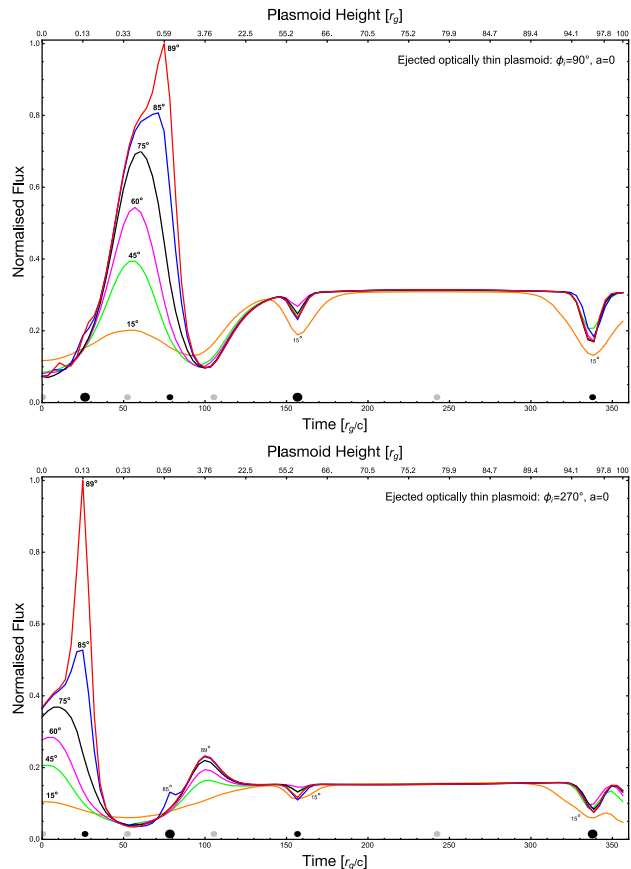 Plasmoid Height [rg]
0.0 0.13 0.33 0.59 3.76 22.5 55.2 66. 70.5 75.2 79.9 84.7 89.4 94.1 97.8 100
1.0
89°
Ejected optically thin plasmoid: ϕi=90°, a=0
85°
0.8
75°
0.6
60°
Normalised Flux
45°
0.4
15°
0.2
15°
15°
0.0
0 50 100 150 200 250 300 350
Time [rg/c]
Plasmoid Height [rg]
0.0 0.13 0.33 0.59 3.76 22.5 55.2 66. 70.5 75.2 79.9 84.7 89.4 94.1 97.8 100
1.0
89°
Ejected optically thin plasmoid: ϕi=270°, a=0
0.8
0.6
85°
Normalised Flux
0.4
75°
60°
89°
45°
0.2
85°
15°
15°
15°
0.0
0 50 100 150 200 250 300 350
Time [rg/c]